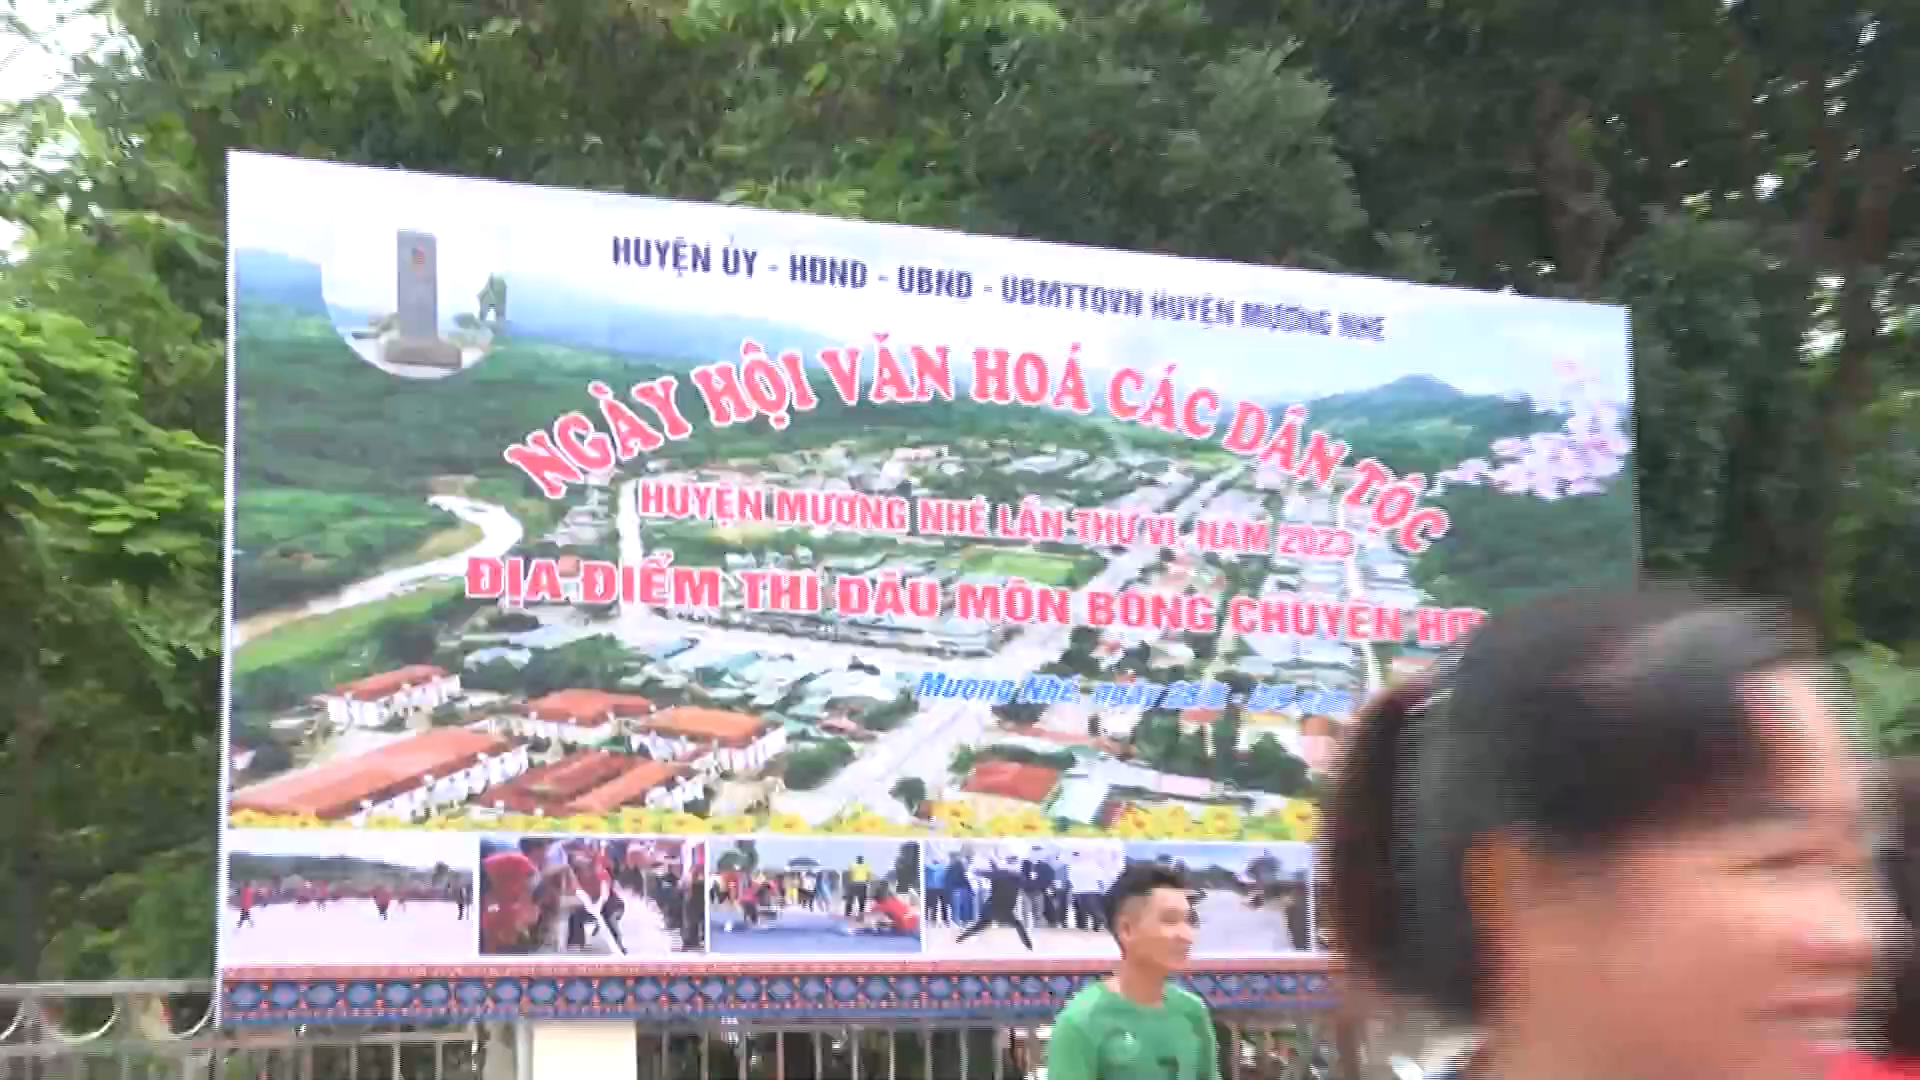 HUYỆN ỦY - HĐND - UBND - UBMTTQVN HUYỆN MƯỜNG NHÉ
NGÀY HỘI VĂN HOÁ CÁC DÂN TỘC
HUYỆN MƯỜNG NHÉ LẦN THỨ VI, NĂM 2023
ĐỊA ĐIỂM THI ĐẤU MÔN BÓNG CHUYỀN
Mường Nhé, ngày